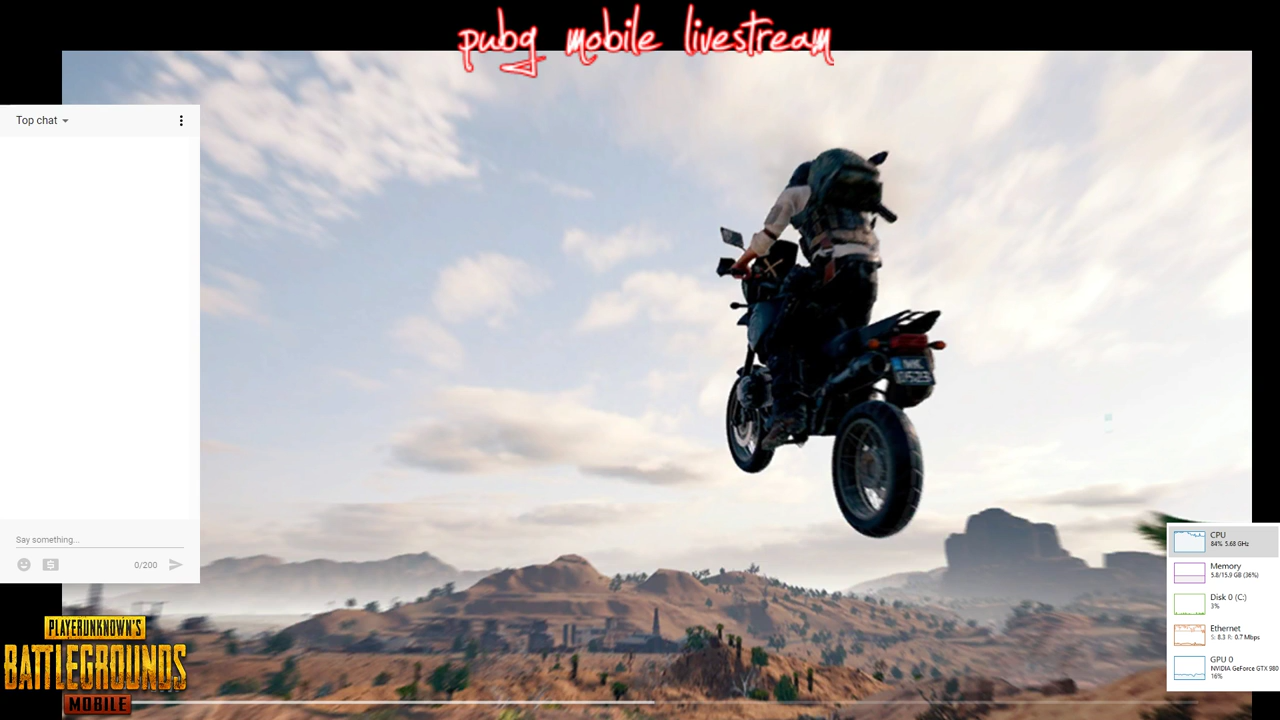 pubg mobile livestream
Top chat
Say something...
0/200
CPU
84% 5.68 GHz
Memory
5.8/15.9 GB (36%)
Disk 0 (C:)
3%
Ethernet
S: 8.3 R: 0.7 Mbps
GPU 0
NVIDIA GeForce GTX 980
16%
PLAYERUNKNOWN'S
BATTLEGROUNDS
MOBILE